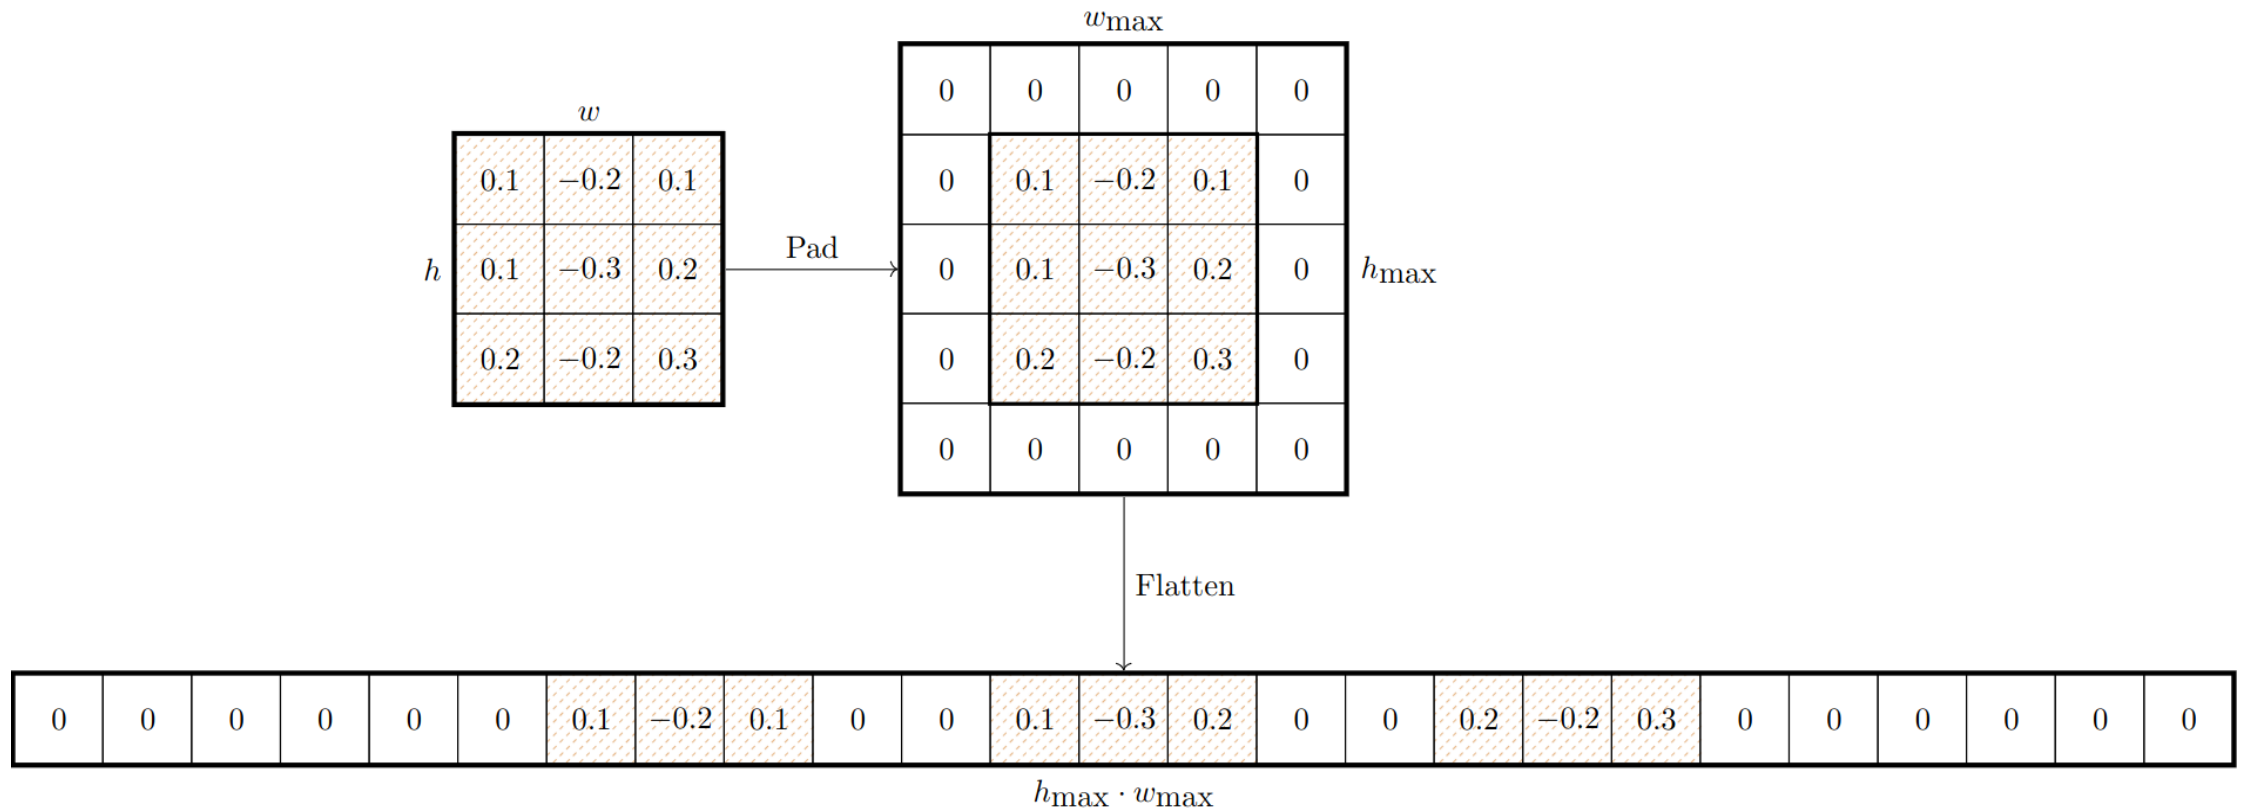 w_max
0 0 0 0 0
w
0 0.1 −0.2 0.1 0
0.1 −0.2 0.1
h 0.1 −0.3 0.2
0.2 −0.2 0.3
Pad
0 0.1 −0.3 0.2 0 h_max
0 0.2 −0.2 0.3 0
0 0 0 0 0
Flatten
0 0 0 0 0 0 0.1 −0.2 0.1 0 0 0.1 −0.3 0.2 0 0 0.2 −0.2 0.3 0 0 0 0 0 0
h_max · w_max